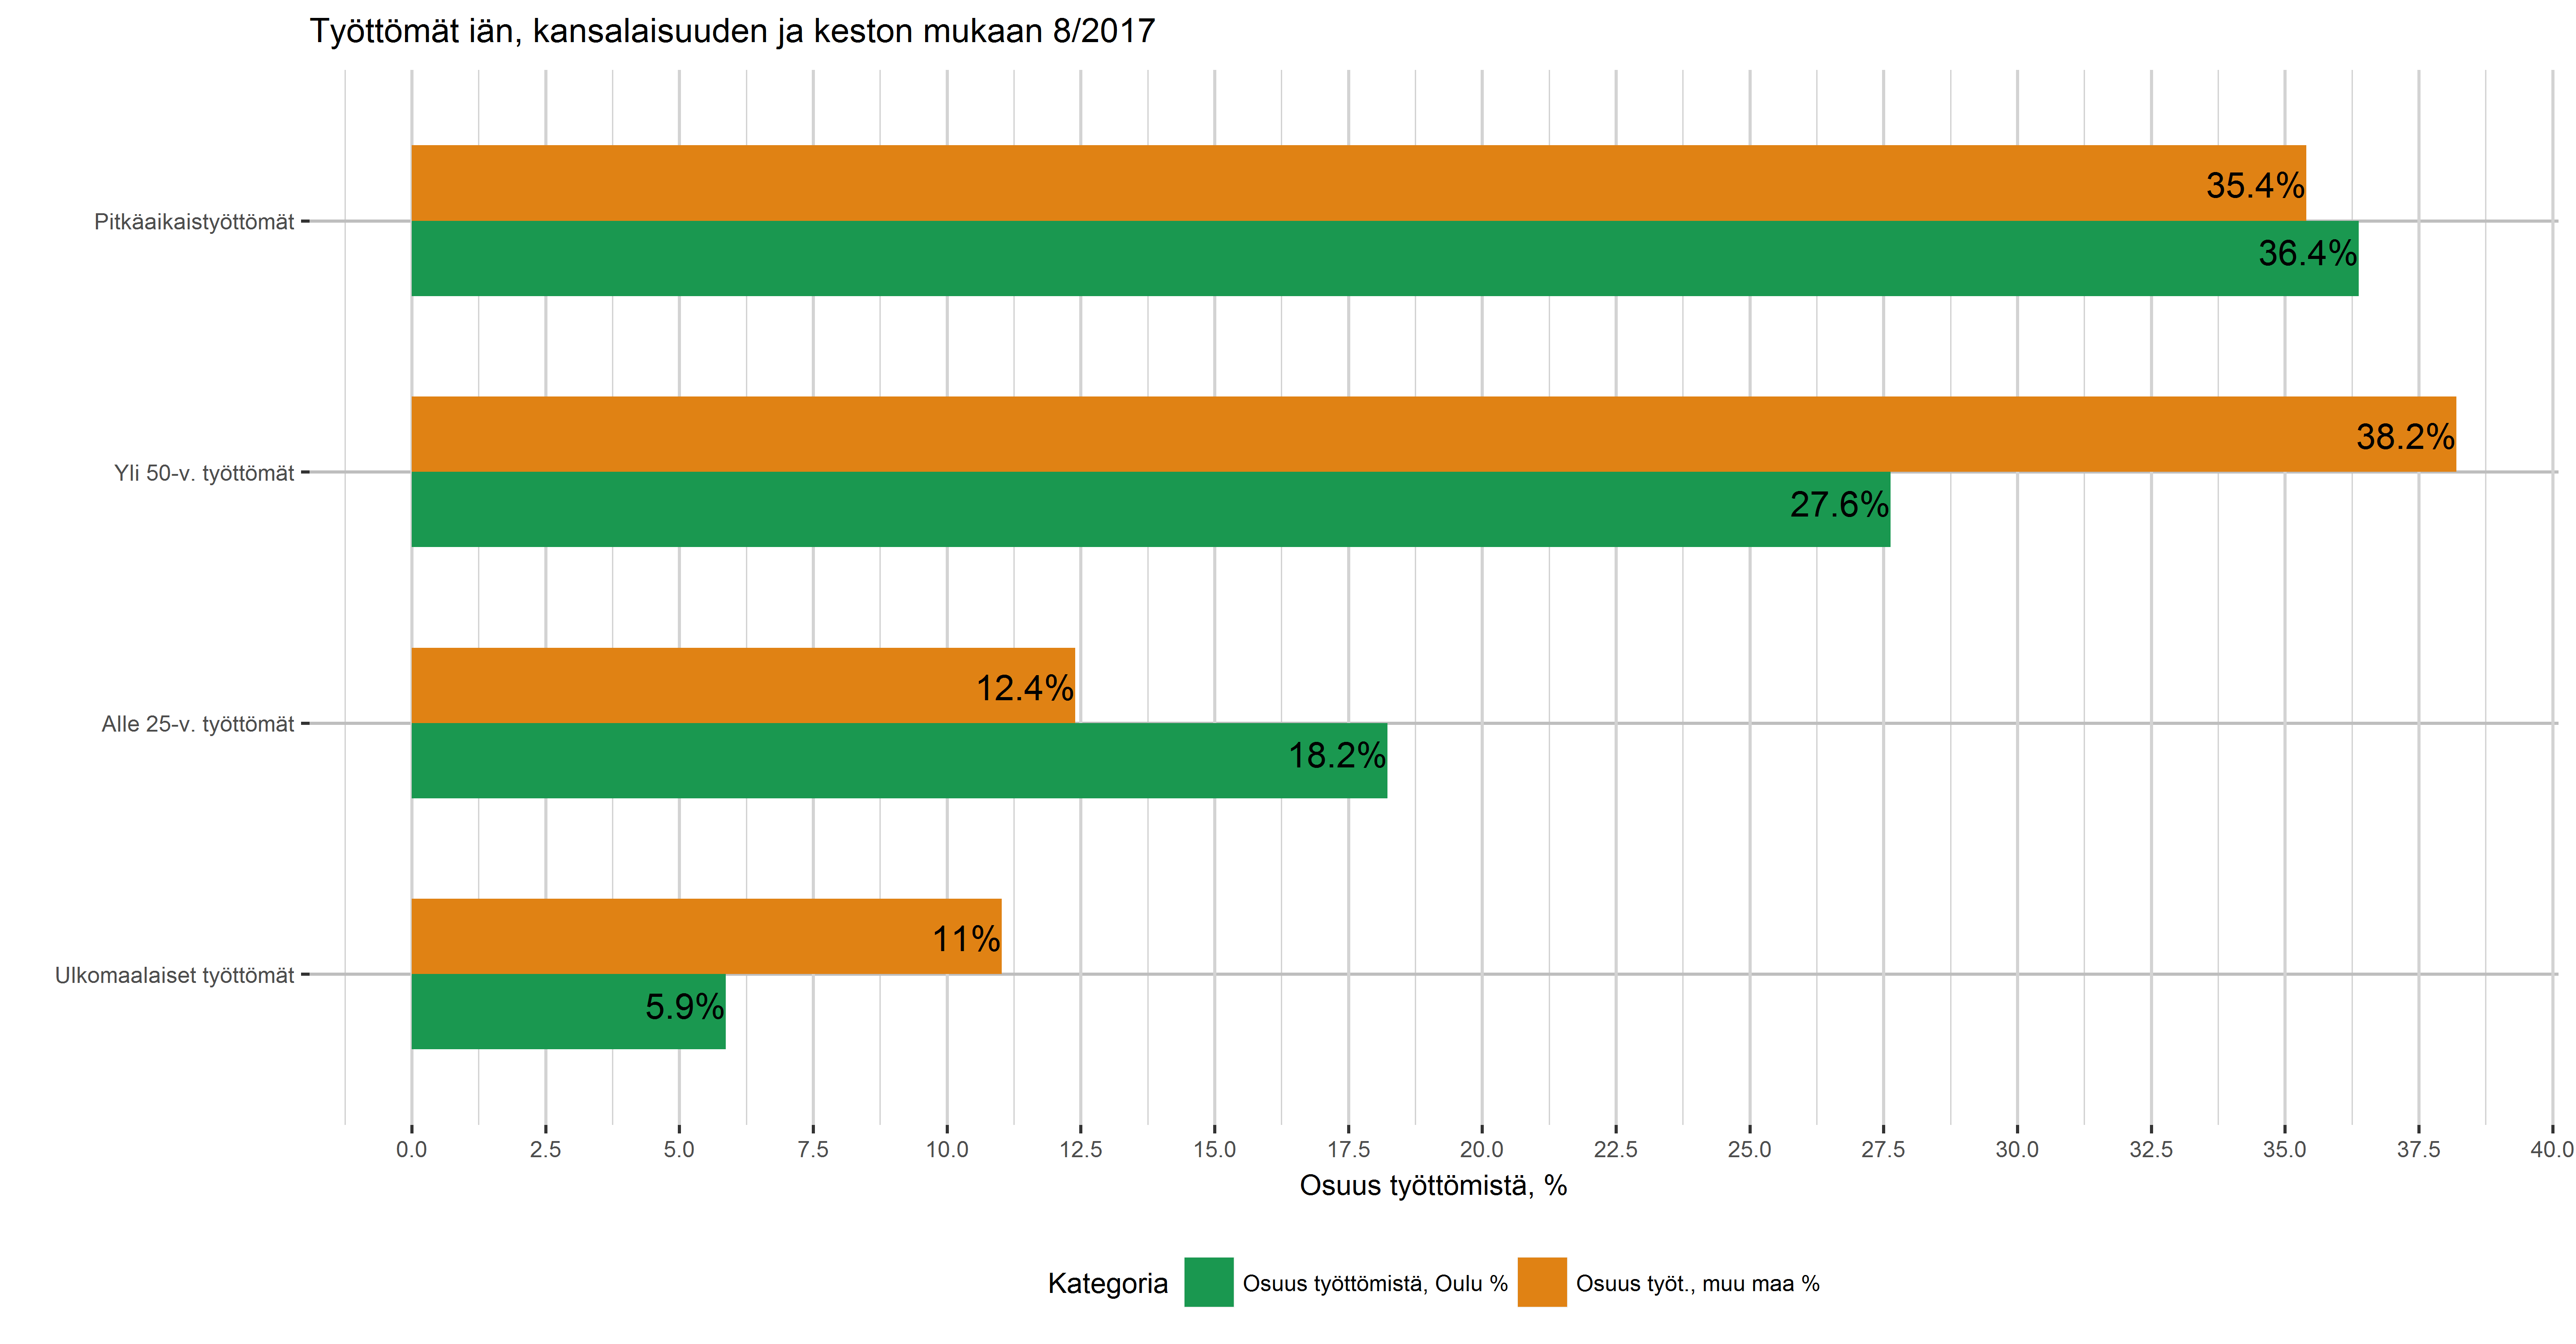 Työttömät iän, kansalaisuuden ja keston mukaan 8/2017
Pitkäaikaistyöttömät
35.4%
36.4%
Yli 50-v. työttömät
38.2%
27.6%
Alle 25-v. työttömät
12.4%
18.2%
Ulkomaalaiset työttömät
11%
5.9%
0.0 2.5 5.0 7.5 10.0 12.5 15.0 17.5 20.0 22.5 25.0 27.5 30.0 32.5 35.0 37.5 40.0
Osuus työttömistä, %
Kategoria Osuus työttömistä, Oulu % Osuus työt., muu maa %